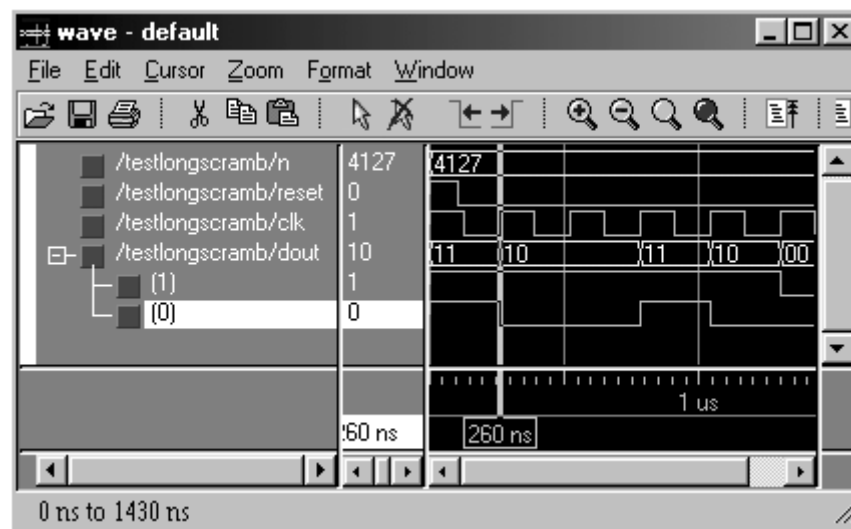 wave - default
File Edit Cursor Zoom Format Window
/testlongscramb/n 4127 4127
/testlongscramb/reset 0
/testlongscramb/clk 1
/testlongscramb/dout 10 11 10 11 10 00
(1) 1
(0) 0
1 us
:60 ns 260 ns
0 ns to 1430 ns